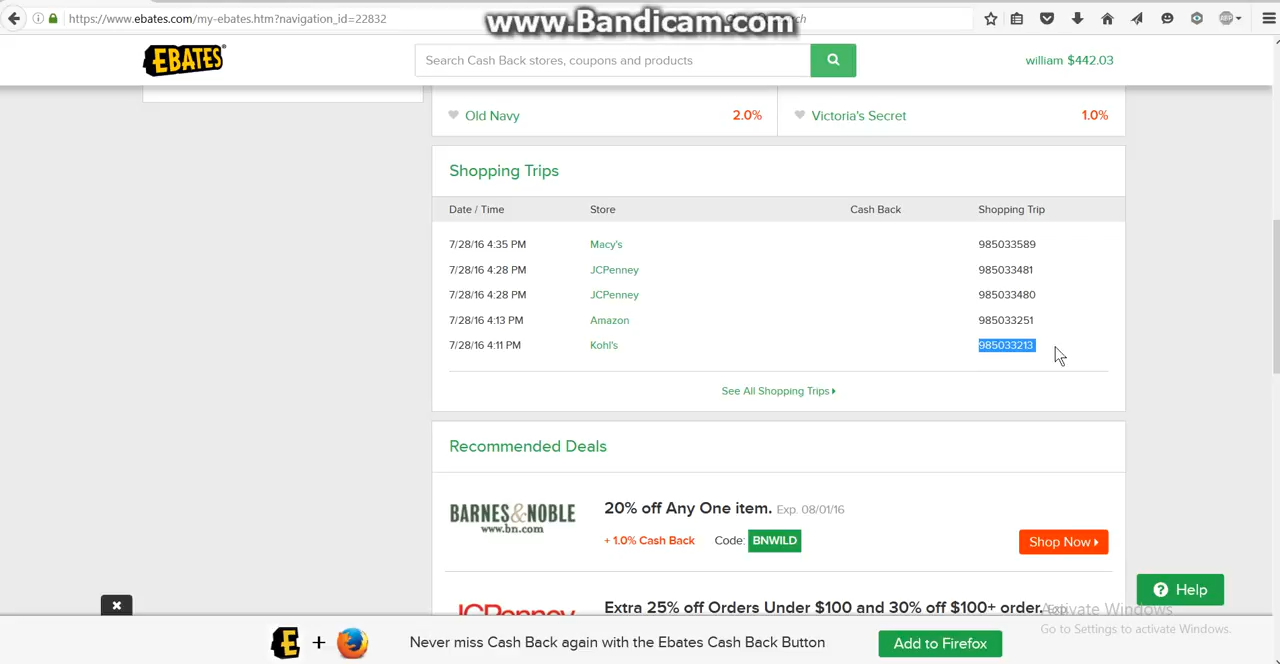 https://www.ebates.com/my-ebates.htm?navigation_id=22832
www.Bandicam.com
EBATES
Search Cash Back stores, coupons and products
william $442.03
Old Navy 2.0% Victoria's Secret 1.0%
Shopping Trips
Date / Time Store Cash Back Shopping Trip
7/28/16 4:35 PM Macy's 985033589
7/28/16 4:28 PM JCPenney 985033481
7/28/16 4:28 PM JCPenney 985033480
7/28/16 4:13 PM Amazon 985033251
7/28/16 4:11 PM Kohl's 985033213
See All Shopping Trips
Recommended Deals
BARNES&NOBLE
www.bn.com
20% off Any One item. Exp. 08/01/16
+ 1.0% Cash Back Code: BNWILD
Shop Now
Help
JCPenney
Extra 25% off Orders Under $100 and 30% off $100+ order.
Activate Windows
Go to Settings to activate Windows.
E + Never miss Cash Back again with the Ebates Cash Back Button Add to Firefox